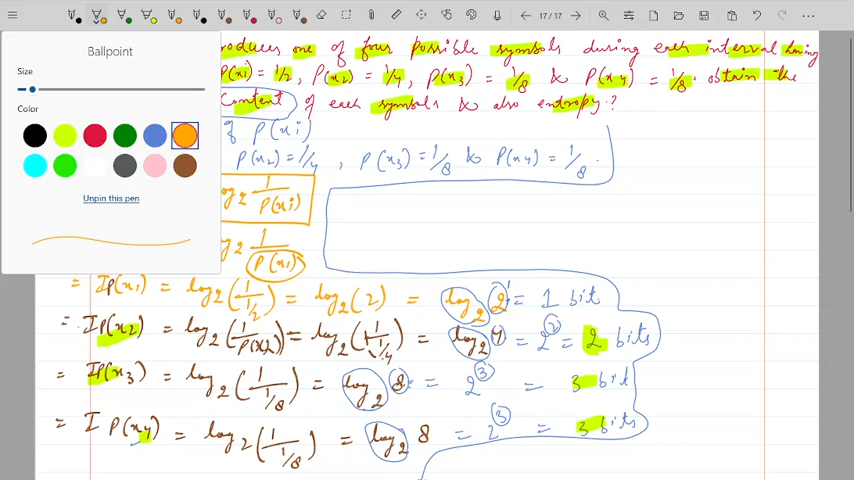 17 / 17
Ballpoint
Size
Color
Unpin this pen
roduces one of four possible symbols during each interval having
P(x1) = 1/2, P(x2) = 1/4, P(x3) = 1/8 & P(x4) = 1/8. obtain the
Content of each symbols & also entropy.?
of P(xi)
P(x2) = 1/4 , P(x3) = 1/8 & P(x4) = 1/8.
log2 1/P(xi)
log2 1/P(x1)
= IP(x1) = log2(1/1/2) = log2(2) = log2 2^1 = 1 bit
= IP(x2) = log2(1/P(x2)) = log2(1/1/4) = log2 4 = 2^2 = 2 bits
= IP(x3) = log2(1/1/8) = log2 8 = 2^3 = 3 bit
= I P(x4) = log2(1/1/8) = log2 8 = 2^3 = 3 bits